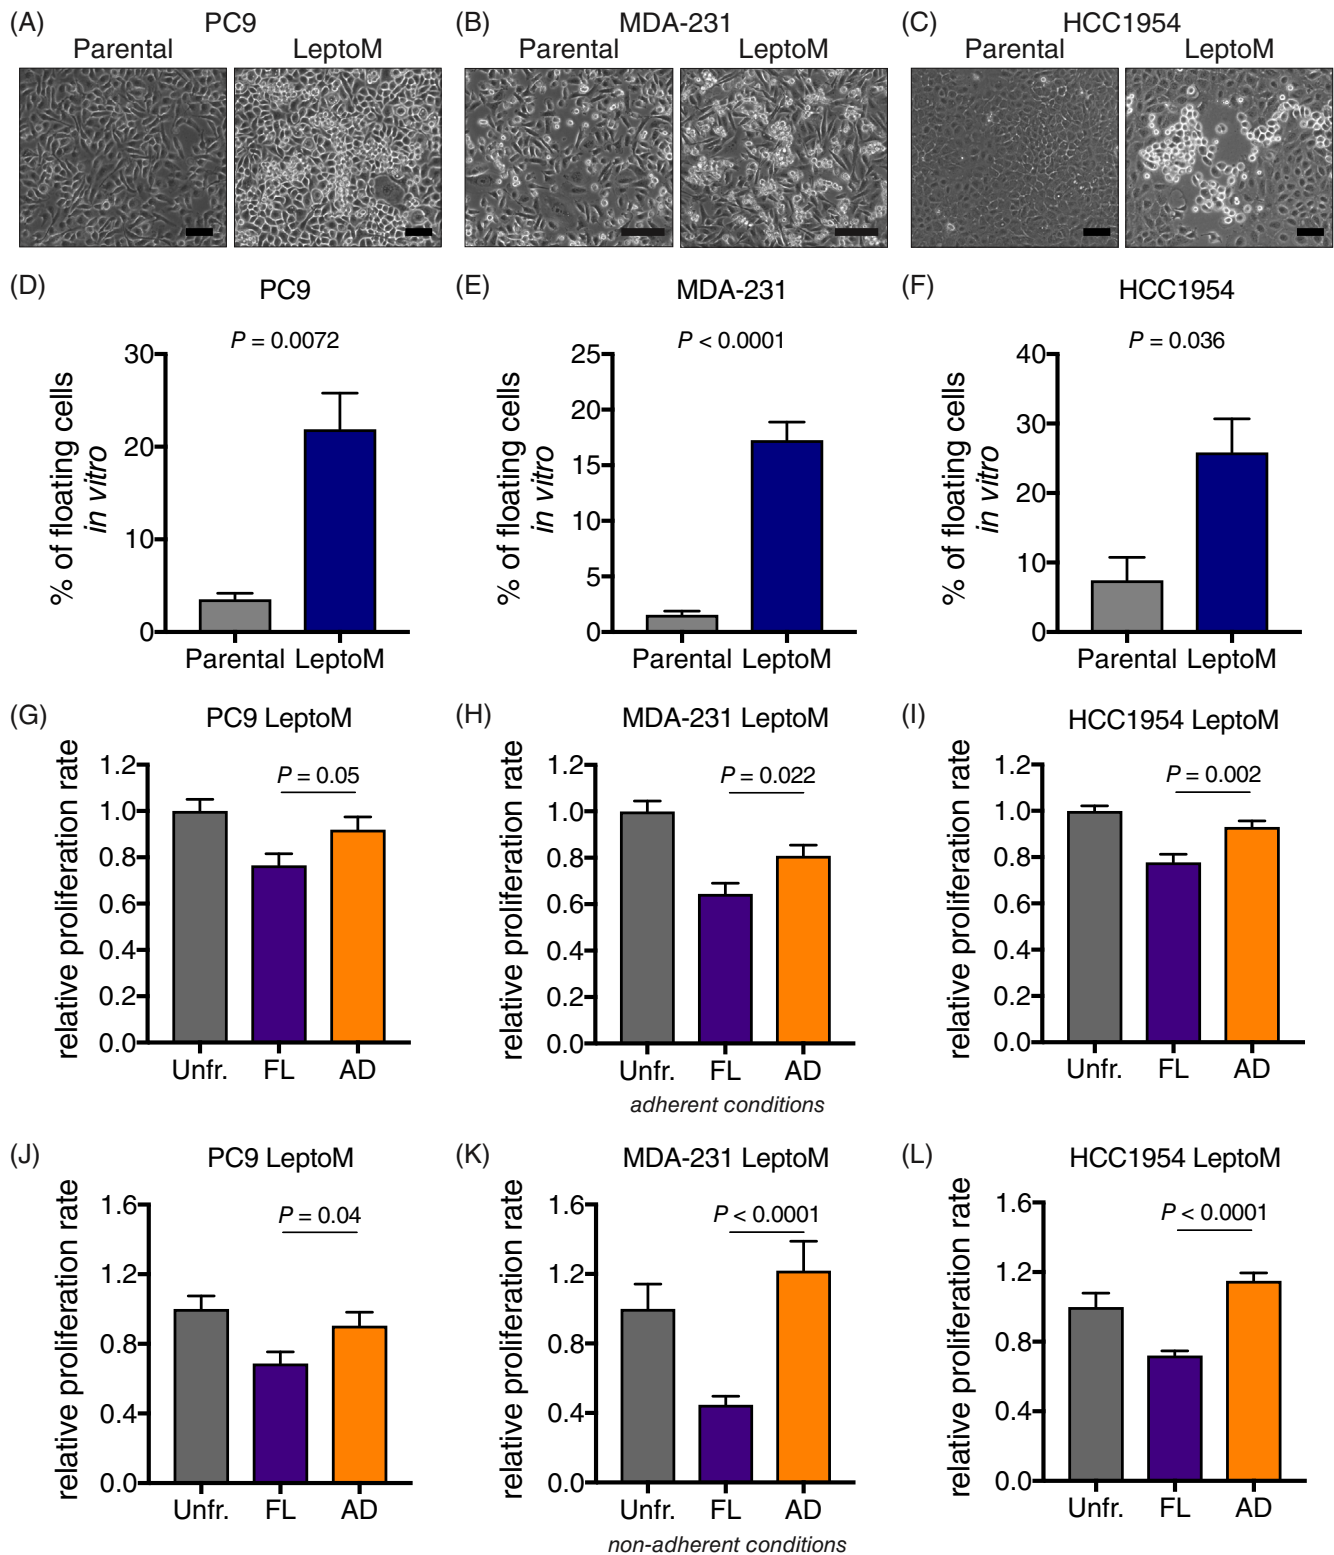 (A) PC9 (B) MDA-231 (C) HCC1954
Parental LeptoM Parental LeptoM Parental LeptoM
(D) PC9
P = 0.0072
% of floating cells
in vitro
30
20
10
0
Parental LeptoM
(E) MDA-231
P < 0.0001
% of floating cells
in vitro
25
20
15
10
5
0
Parental LeptoM
(F) HCC1954
P = 0.036
% of floating cells
in vitro
40
30
20
10
0
Parental LeptoM
(G) PC9 LeptoM
P = 0.05
relative proliferation rate
1.2
1.0
0.8
0.6
0.4
0.2
0.0
Unfr. FL AD
(H) MDA-231 LeptoM
P = 0.022
relative proliferation rate
1.2
1.0
0.8
0.6
0.4
0.2
0.0
Unfr. FL AD
adherent conditions
(I) HCC1954 LeptoM
P = 0.002
relative proliferation rate
1.2
1.0
0.8
0.6
0.4
0.2
0.0
Unfr. FL AD
(J) PC9 LeptoM
P = 0.04
relative proliferation rate
1.6
1.2
0.8
0.4
0.0
Unfr. FL AD
(K) MDA-231 LeptoM
P < 0.0001
relative proliferation rate
1.6
1.2
0.8
0.4
0.0
Unfr. FL AD
non-adherent conditions
(L) HCC1954 LeptoM
P < 0.0001
relative proliferation rate
1.6
1.2
0.8
0.4
0.0
Unfr. FL AD